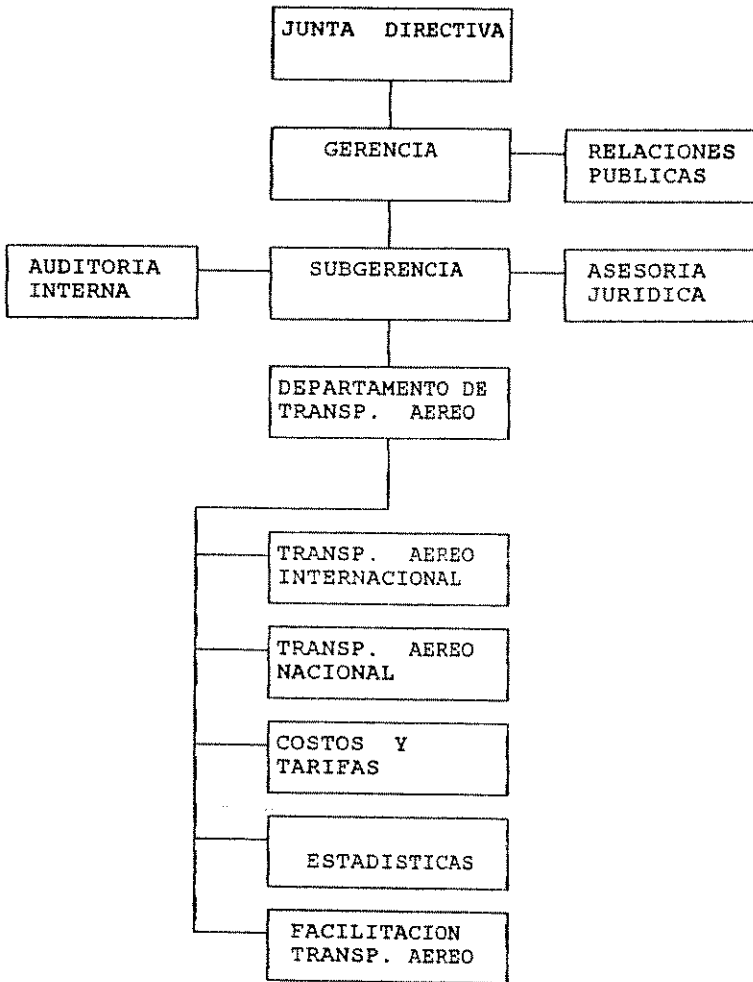 JUNTA DIRECTIVA
GERENCIA
RELACIONES
PUBLICAS
AUDITORIA
INTERNA
SUBGERENCIA
ASESORIA
JURIDICA
DEPARTAMENTO DE
TRANSP. AEREO
TRANSP. AEREO
INTERNACIONAL
TRANSP. AEREO
NACIONAL
COSTOS Y
TARIFAS
ESTADISTICAS
FACILITACION
TRANSP. AEREO